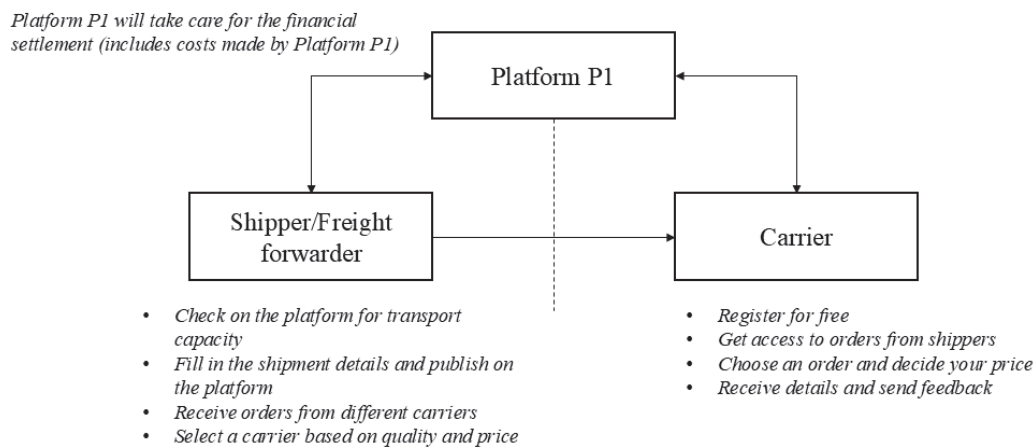 Platform P1 will take care for the financial
settlement (includes costs made by Platform P1)
Platform P1
Shipper/Freight
forwarder
Carrier
• Check on the platform for transport
capacity
• Fill in the shipment details and publish on
the platform
• Receive orders from different carriers
• Select a carrier based on quality and price
• Register for free
• Get access to orders from shippers
• Choose an order and decide your price
• Receive details and send feedback